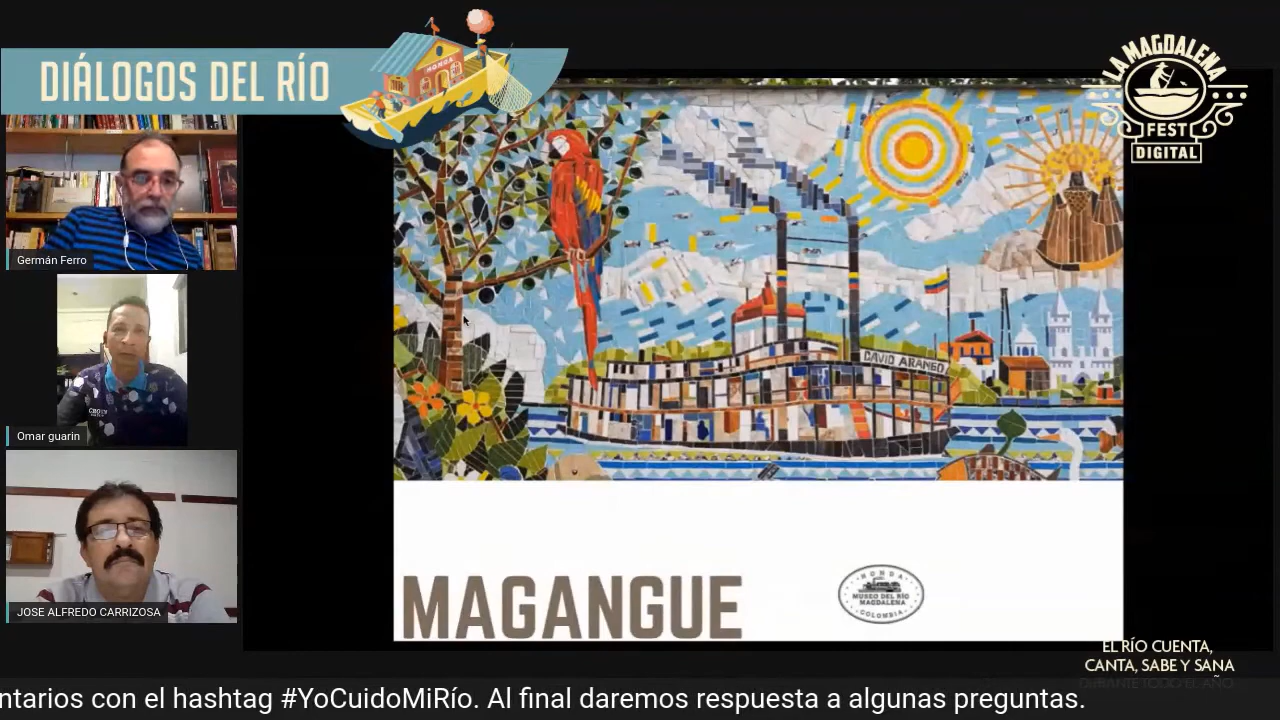 DIÁLOGOS DEL RÍO
HONDA
LA MAGDALENA
FEST
DIGITAL
Germán Ferro
Omar guarin
JOSE ALFREDO CARRIZOSA
DAVID ARANGO
MAGANGUE
HONDA
MUSEO DEL RÍO
MAGDALENA
COLOMBIA
EL RÍO CUENTA,
CANTA, SABE Y SANA
DURANTE TODO EL AÑO
ntarios con el hashtag #YoCuidoMiRío. Al final daremos respuesta a algunas preguntas.